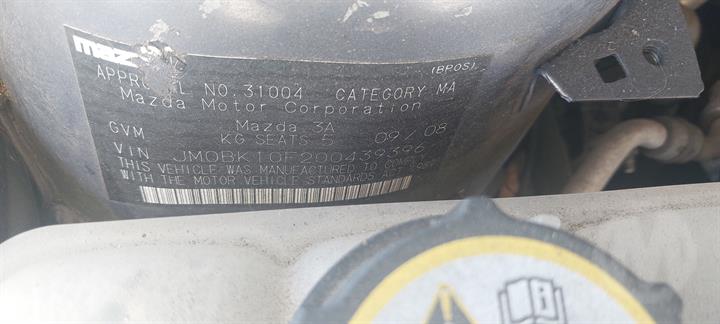 (BROS)
APPROVAL NO. 31004 CATEGORY MA
Mazda Motor Corporation
Mazda 3A
GVM KG SEATS 5 09/08
VIN JM0BK10F200439396
THIS VEHICLE WAS MANUFACTURED TO COMPLY
WITH THE MOTOR VEHICLE STANDARDS ACT 1989